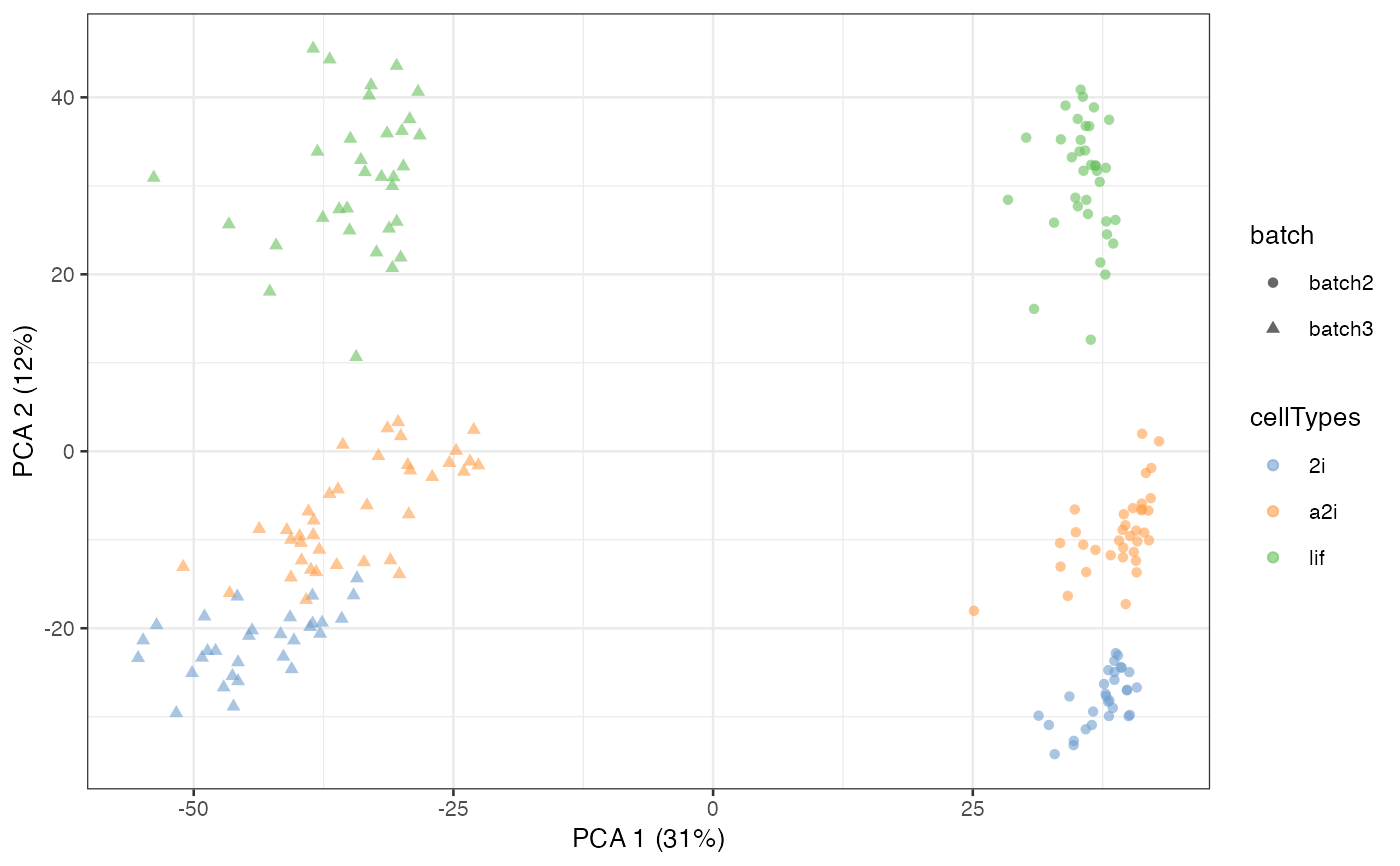 40
20
0
-20
-50
-25
0
25
PCA 1 (31%)
PCA 2 (12%)
batch
batch2
batch3
cellTypes
2i
a2i
lif